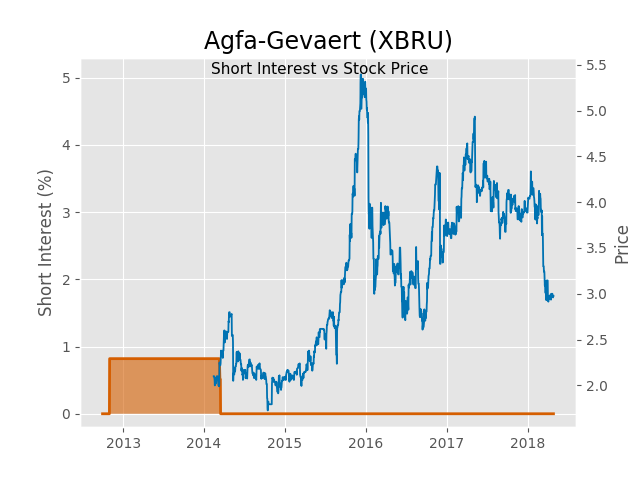 Agfa-Gevaert (XBRU)
Short Interest vs Stock Price
Short Interest (%)
5
4
3
2
1
0
5.5
5.0
4.5
4.0
3.5
3.0
2.5
2.0
Price
2013 2014 2015 2016 2017 2018